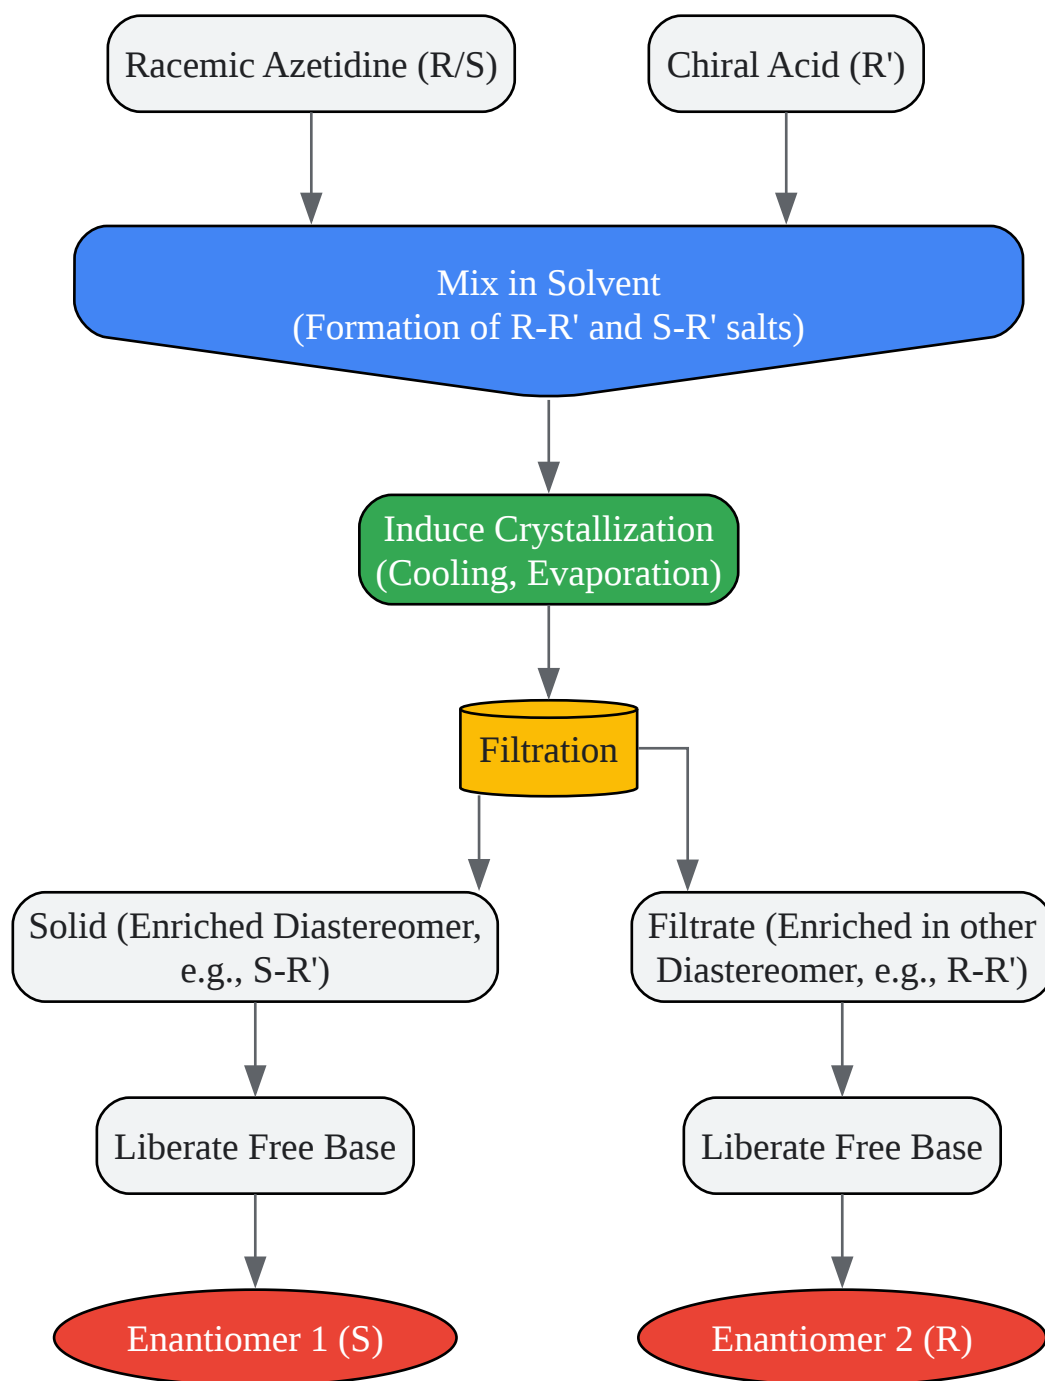 Racemic Azetidine (R/S)
Chiral Acid (R')
Mix in Solvent
(Formation of R-R' and S-R' salts)
Induce Crystallization
(Cooling, Evaporation)
Filtration
Solid (Enriched Diastereomer,
e.g., S-R')
Filtrate (Enriched in other
Diastereomer, e.g., R-R')
Liberate Free Base
Liberate Free Base
Enantiomer 1 (S)
Enantiomer 2 (R)